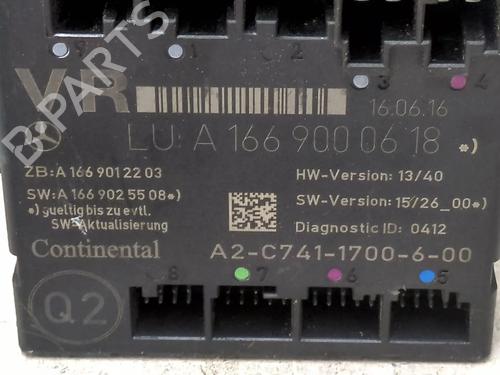 9 1 2 3 4
VR
16.06.16
LU: A 166 900 06 18 *)
ZB: A 166 901 22 03
HW-Version: 13/40
SW: A 166 902 55 08 *)
SW-Version: 15/26_00*)
*) gueltig bis zu evtl.
SW-Aktualisierung
Diagnostic ID: 0412
Continental
A2-C741-1700-6-00
Q2
8 7 6 5
B-PARTS